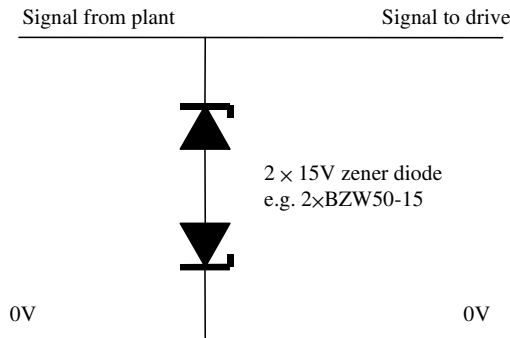 Signal from plant
Signal to drive
2 × 15V zener diode
e.g. 2×BZW50-15
0V
0V